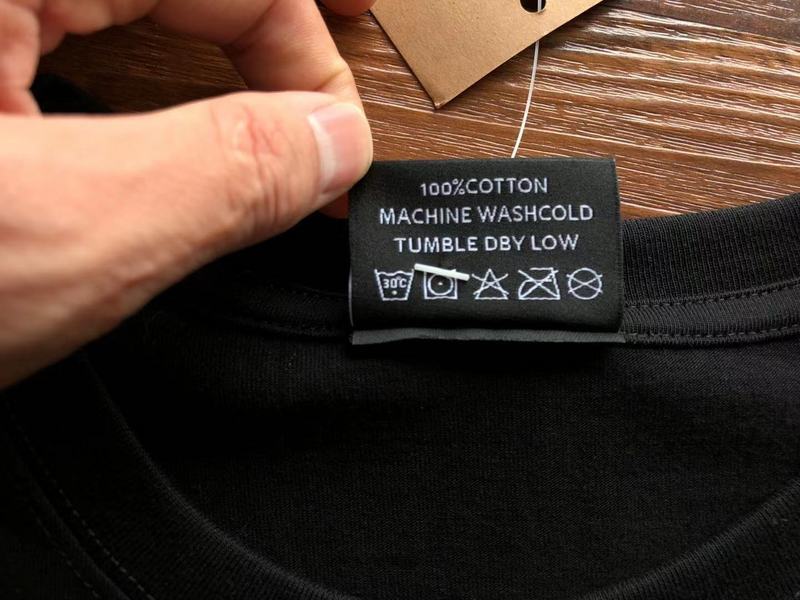 100%COTTON
MACHINE WASHCOLD
TUMBLE DBY LOW
30°C